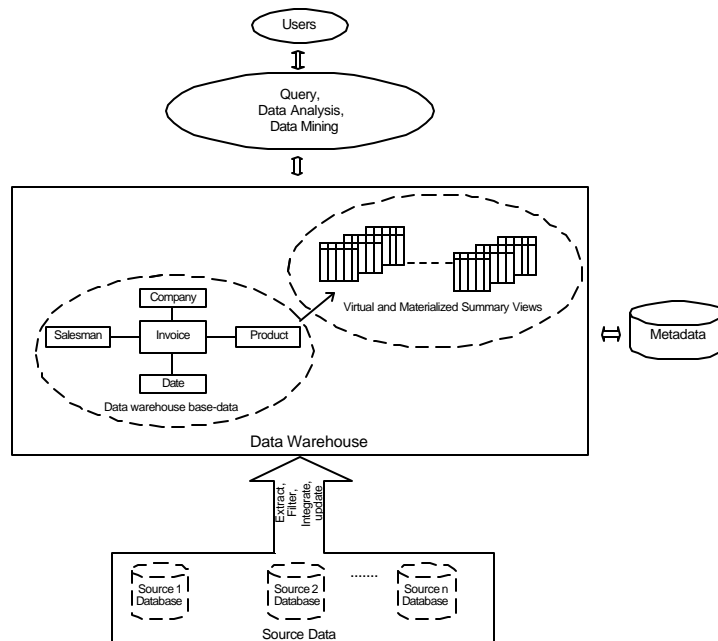 Users
Query,
Data Analysis,
Data Mining
Virtual and Materialized Summary Views
Company
Salesman
Invoice
Product
Date
Data warehouse base-data
Metadata
Data Warehouse
Extract,
Filter,
Integrate,
update
Source 1
Database
Source 2
Database
.......
Source n
Database
Source Data